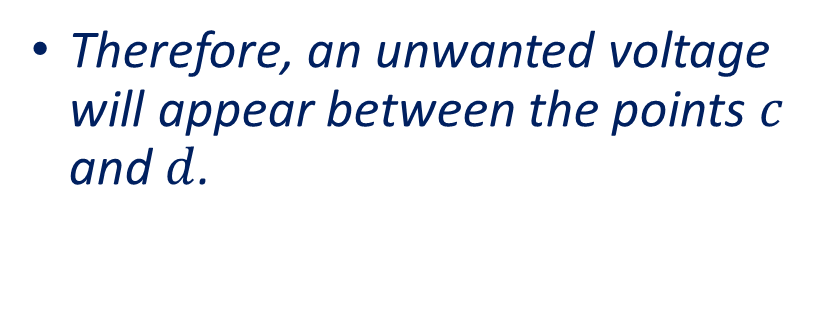 • Therefore, an unwanted voltage
will appear between the points c
and d.